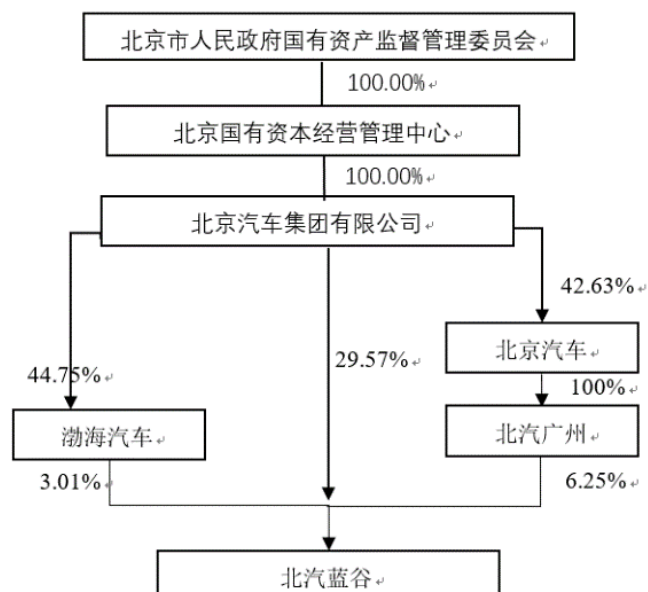 北京市人民政府国有资产监督管理委员会
100.00%
北京国有资本经营管理中心
100.00%
北京汽车集团有限公司
42.63%
29.57%
北京汽车
44.75%
100%
渤海汽车
北汽广州
3.01%
6.25%
北汽蓝谷